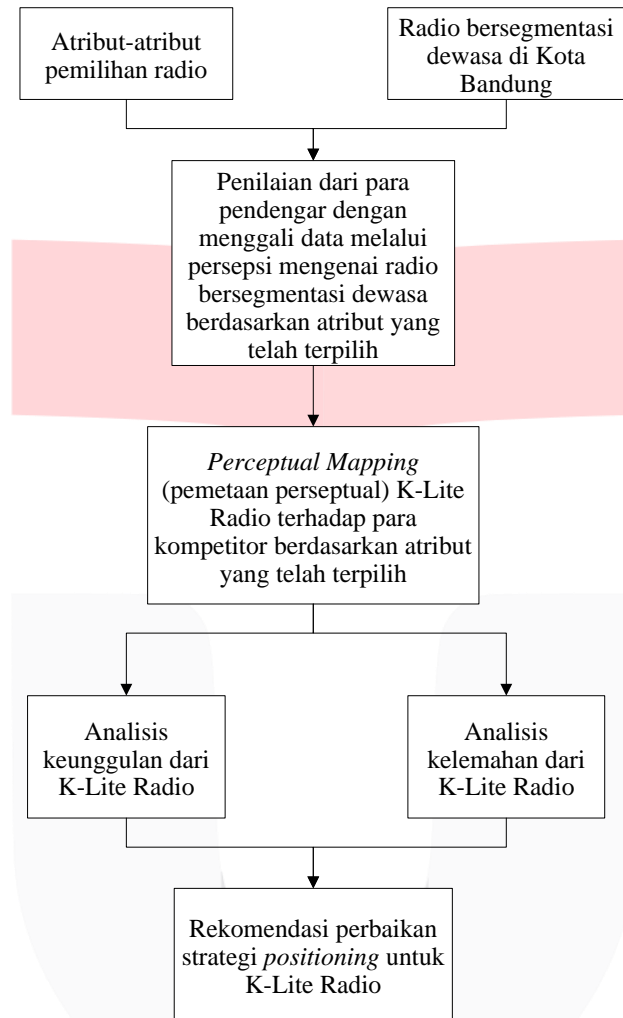 Atribut-atribut
pemilihan radio
Radio bersegmentasi
dewasa di Kota
Bandung
Penilaian dari para
pendengar dengan
menggali data melalui
persepsi mengenai radio
bersegmentasi dewasa
berdasarkan atribut yang
telah terpilih
Perceptual Mapping
(pemetaan perseptual) K-Lite
Radio terhadap para
kompetitor berdasarkan atribut
yang telah terpilih
Analisis
keunggulan dari
K-Lite Radio
Analisis
kelemahan dari
K-Lite Radio
Rekomendasi perbaikan
strategi positioning untuk
K-Lite Radio